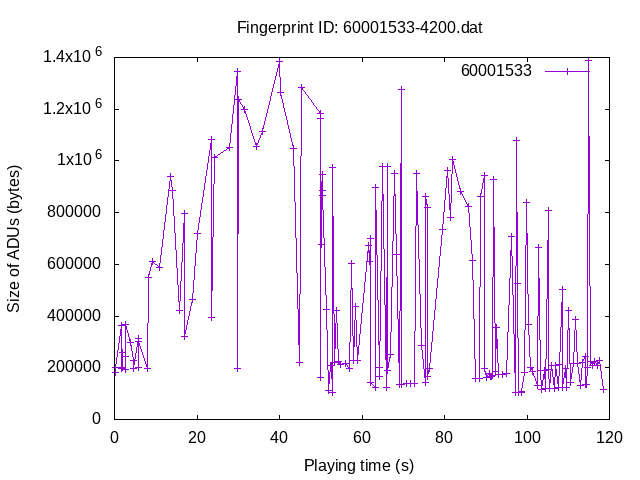 Fingerprint ID: 60001533-4200.dat
60001533
Size of ADUs (bytes)
1.4x10^6
1.2x10^6
1x10^6
800000
600000
400000
200000
0
0 20 40 60 80 100 120
Playing time (s)